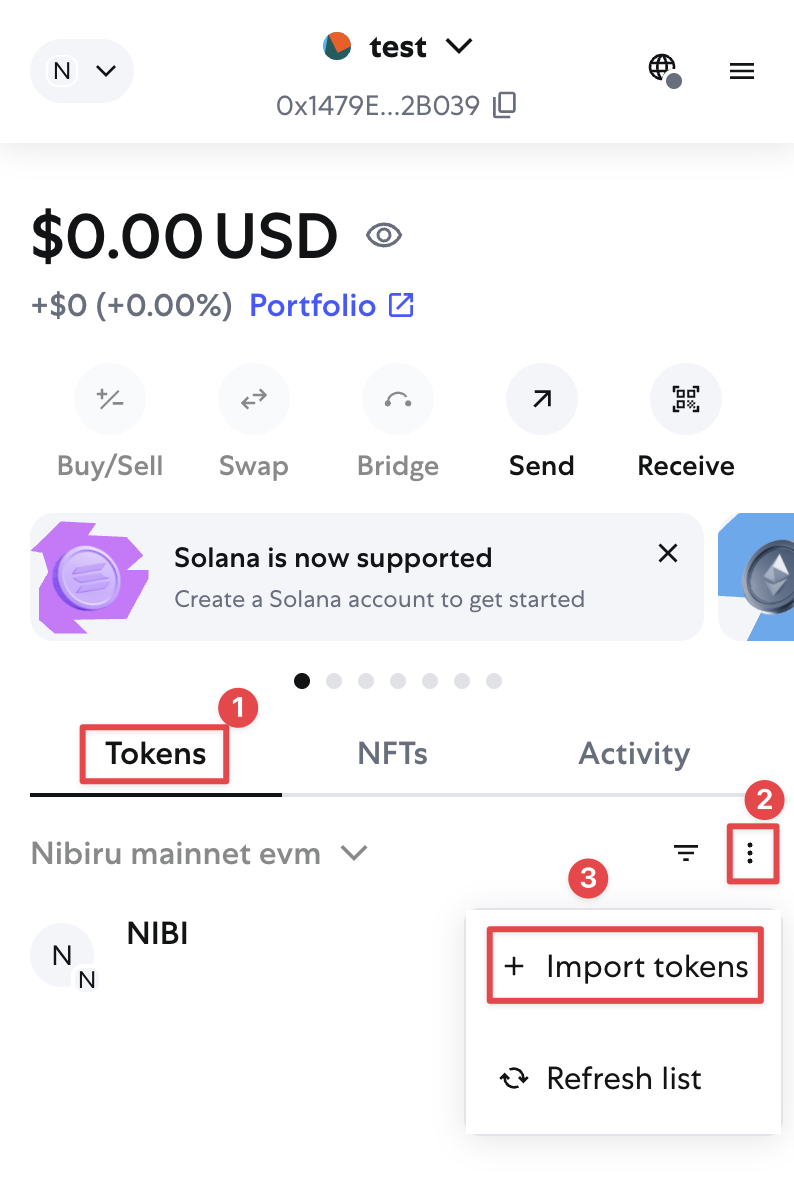 test
N
0x1479E...2B039
$0.00 USD
+$0 (+0.00%) Portfolio
Buy/Sell Swap Bridge Send Receive
Solana is now supported
Create a Solana account to get started
1
Tokens NFTs Activity
2
Nibiru mainnet evm
3
NIBI
N
N
Import tokens
Refresh list